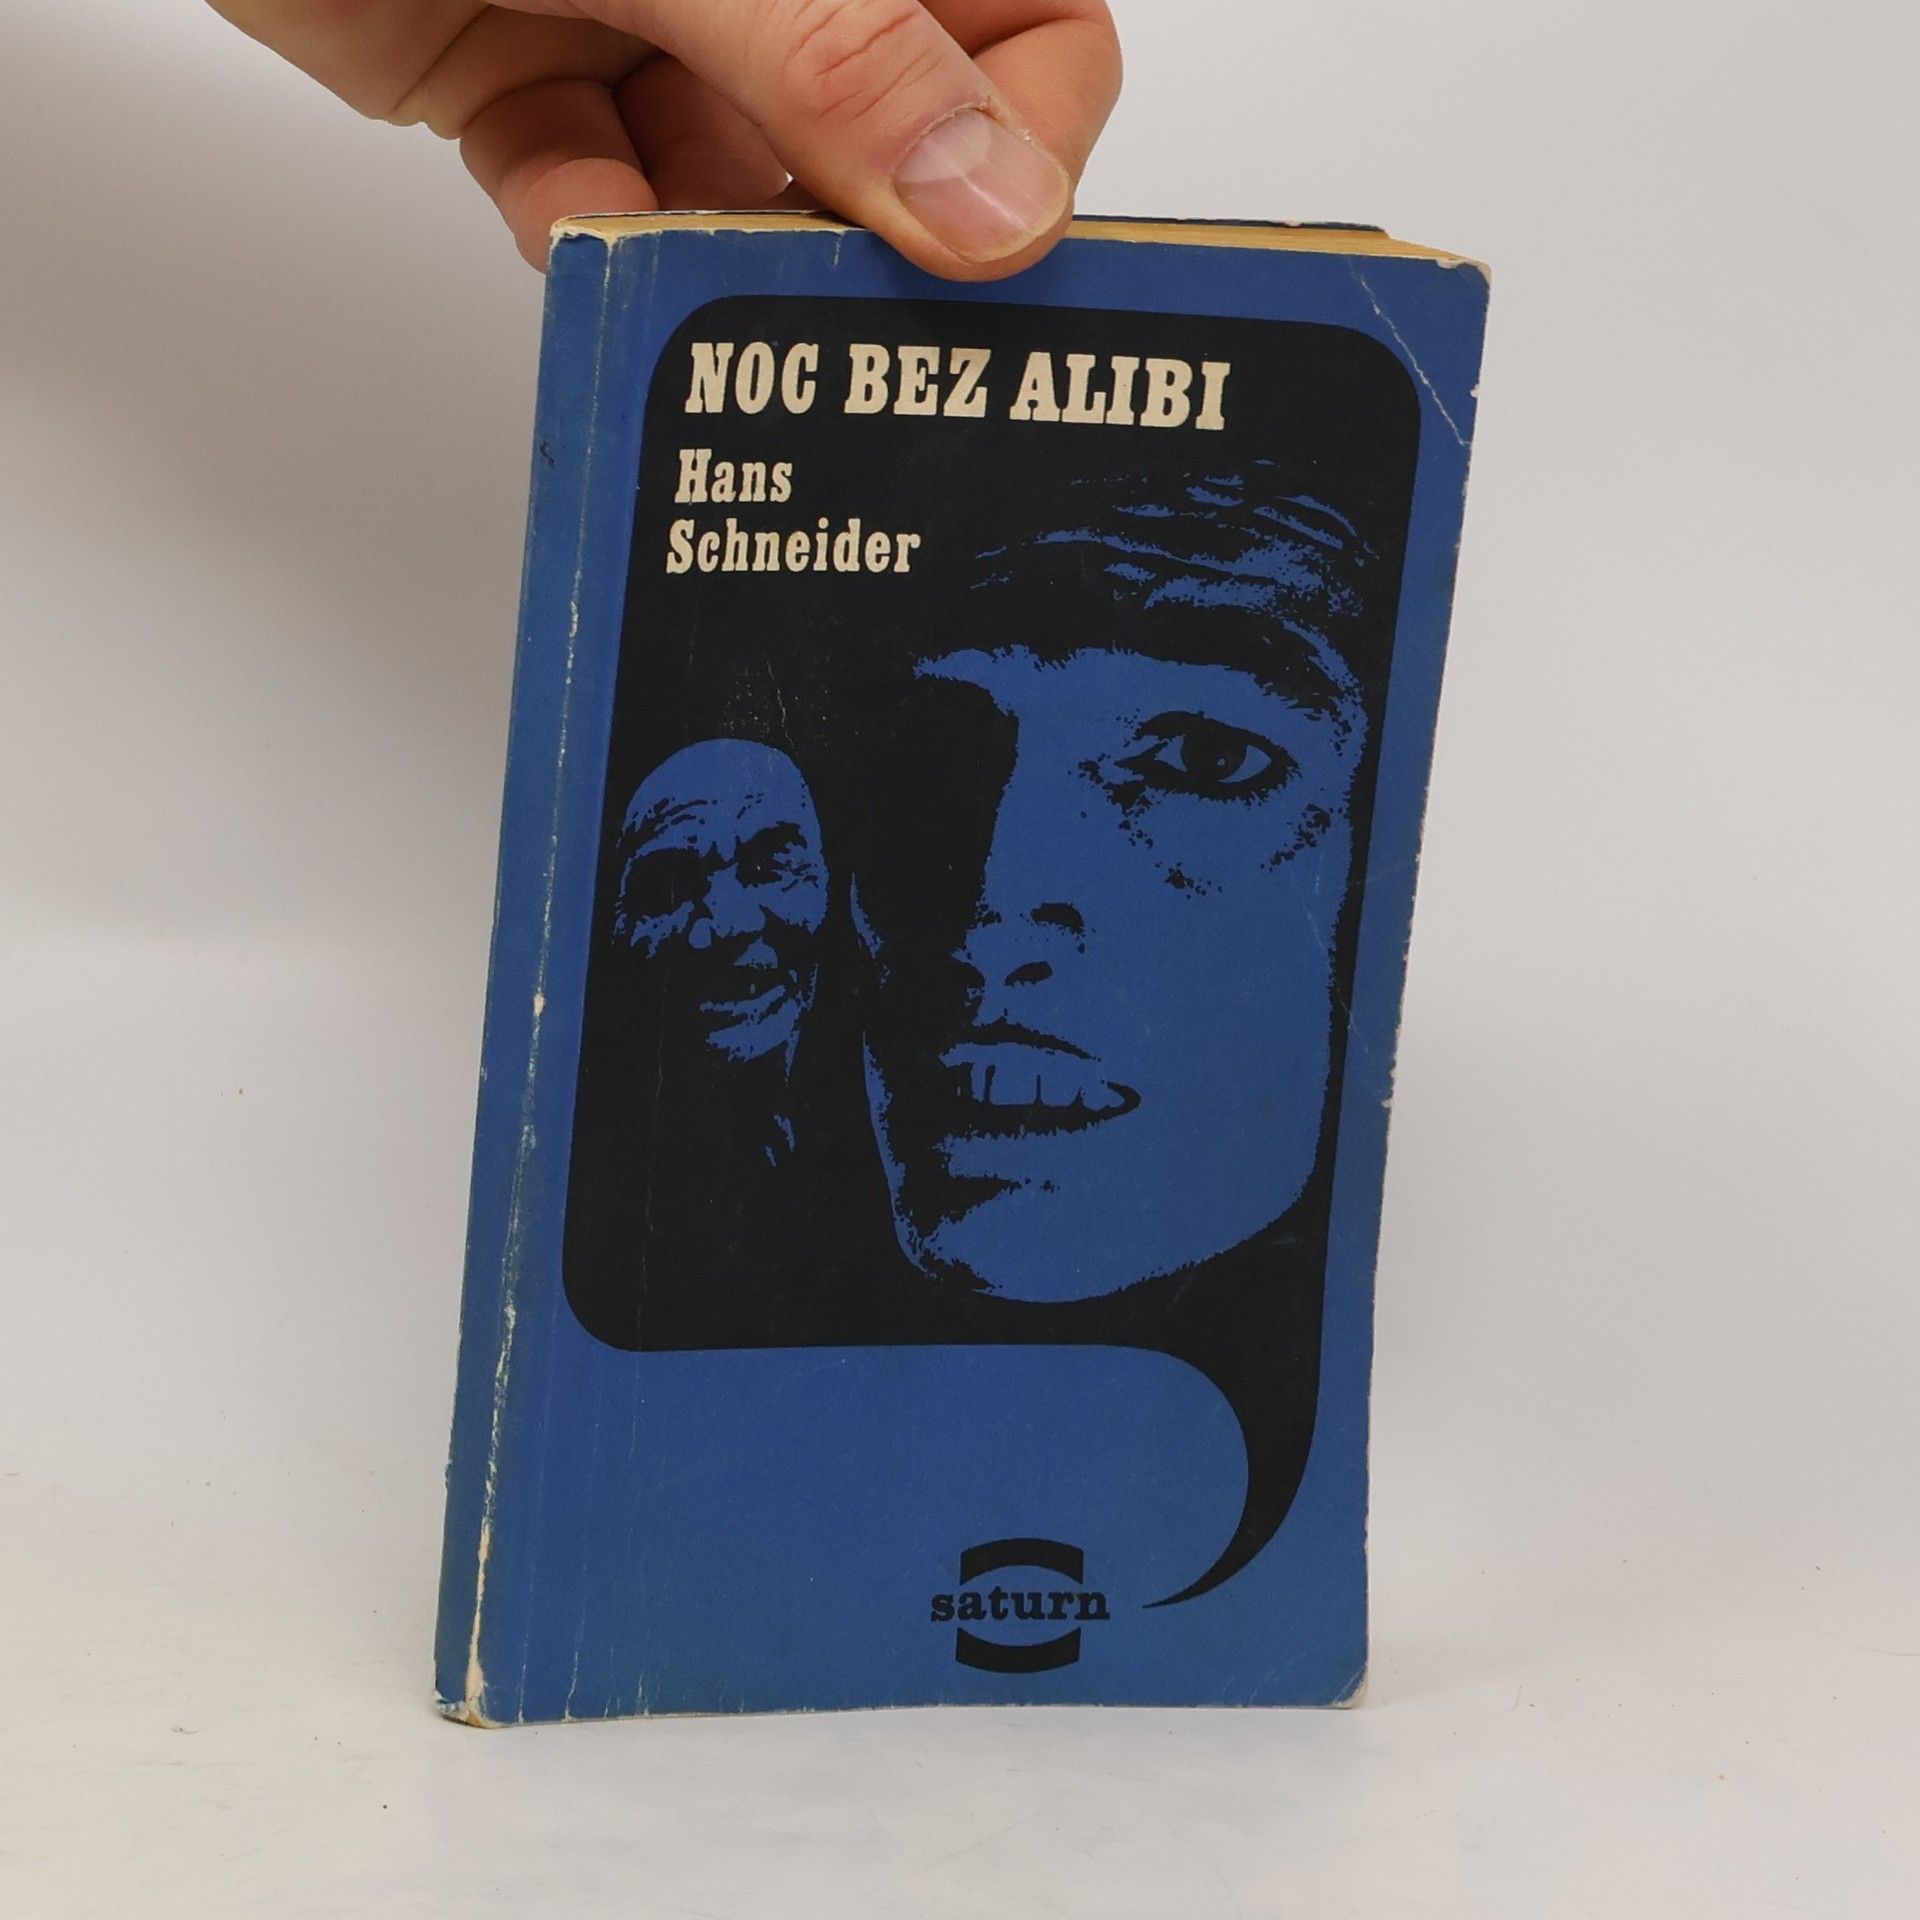 NOC BEZ ALIBI
Hans
Schneider
saturn